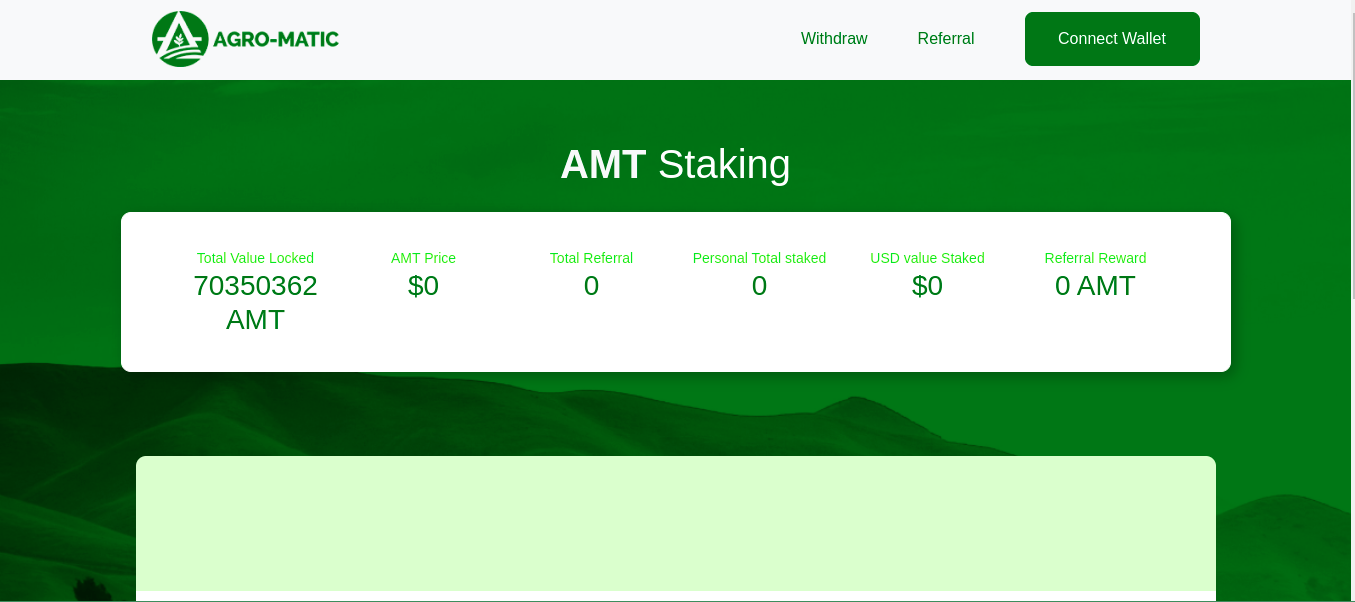 AGRO-MATIC
Withdraw
Referral
Connect Wallet
AMT Staking
Total Value Locked
70350362
AMT
AMT Price
$0
Total Referral
0
Personal Total staked
0
USD value Staked
$0
Referral Reward
0 AMT